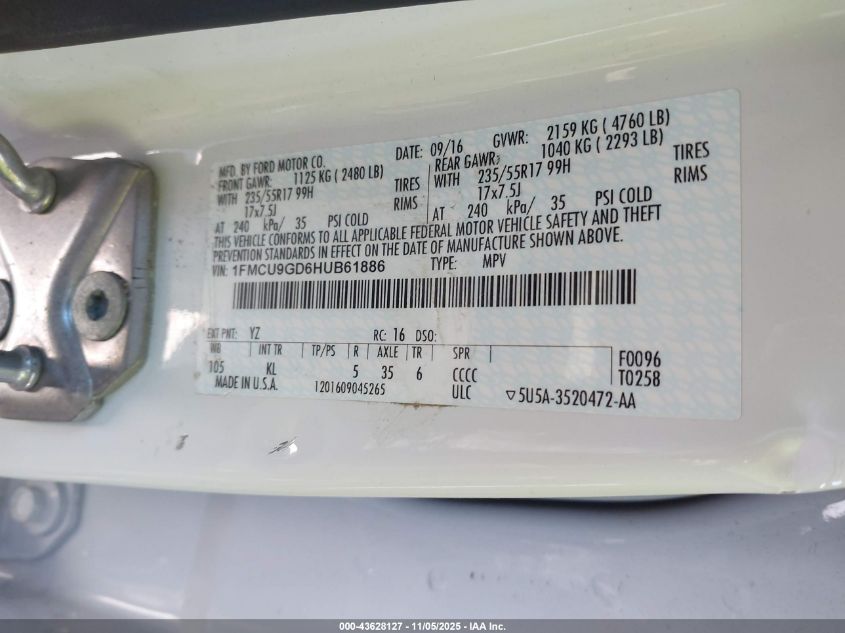 MFD. BY FORD MOTOR CO. DATE: 09/16 GVWR: 2159 KG ( 4760 LB)
FRONT GAWR: 1125 KG ( 2480 LB) REAR GAWR: 1040 KG ( 2293 LB)
WITH 235/55R17 99H TIRES WITH 235/55R17 99H TIRES
17x7.5J RIMS 17x7.5J RIMS
AT 240 kPa/ 35 PSI COLD AT 240 kPa/ 35 PSI COLD
THIS VEHICLE CONFORMS TO ALL APPLICABLE FEDERAL MOTOR VEHICLE SAFETY AND THEFT
PREVENTION STANDARDS IN EFFECT ON THE DATE OF MANUFACTURE SHOWN ABOVE.
VIN: 1FMCU9GD6HUB61886 TYPE: MPV
EXT PNT: YZ RC: 16 DSO:
WB INT TR TP/PS R AXLE TR SPR F0096
105 KL 5 35 6 CCCC T0258
MADE IN U.S.A. 1201609045265 ULC ▽5U5A-3520472-AA
000-43628127 - 11/05/2025 - IAA Inc.